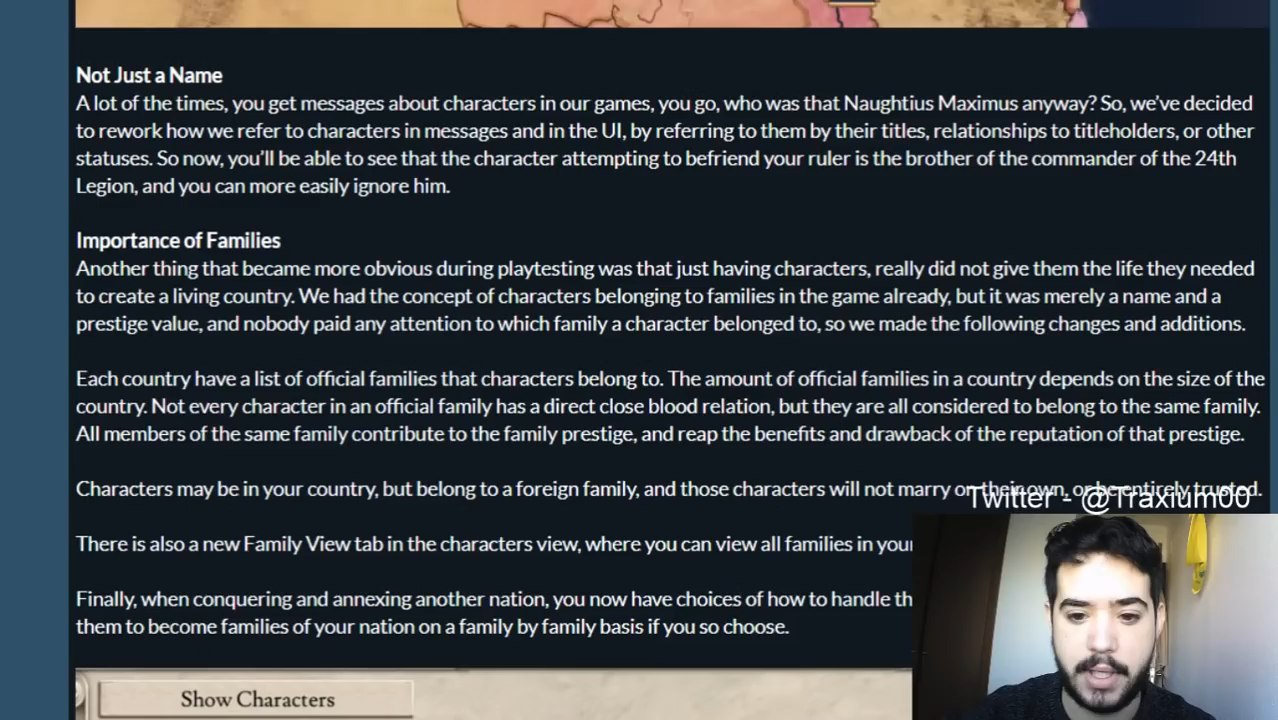 Not Just a Name
A lot of the times, you get messages about characters in our games, you go, who was that Naughtius Maximus anyway? So, we've decided
to rework how we refer to characters in messages and in the UI, by referring to them by their titles, relationships to titleholders, or other
statuses. So now, you'll be able to see that the character attempting to befriend your ruler is the brother of the commander of the 24th
Legion, and you can more easily ignore him.
Importance of Families
Another thing that became more obvious during playtesting was that just having characters, really did not give them the life they needed
to create a living country. We had the concept of characters belonging to families in the game already, but it was merely a name and a
prestige value, and nobody paid any attention to which family a character belonged to, so we made the following changes and additions.
Each country have a list of official families that characters belong to. The amount of official families in a country depends on the size of the
country. Not every character in an official family has a direct close blood relation, but they are all considered to belong to the same family.
All members of the same family contribute to the family prestige, and reap the benefits and drawback of the reputation of that prestige.
Characters may be in your country, but belong to a foreign family, and those characters will not marry on their own, or be entirely trusted.
Twitter - @Traxium00
There is also a new Family View tab in the characters view, where you can view all families in your
Finally, when conquering and annexing another nation, you now have choices of how to handle th
them to become families of your nation on a family by family basis if you so choose.
Show Characters